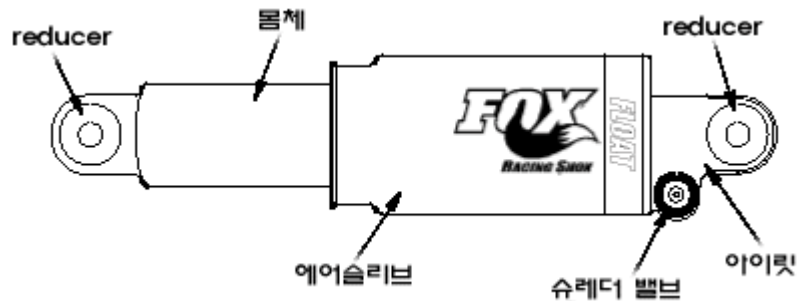 몸체
reducer
reducer
FOX
RACING SHOX
FLOAT
에어슬리브
슈레더 밸브
아이릿